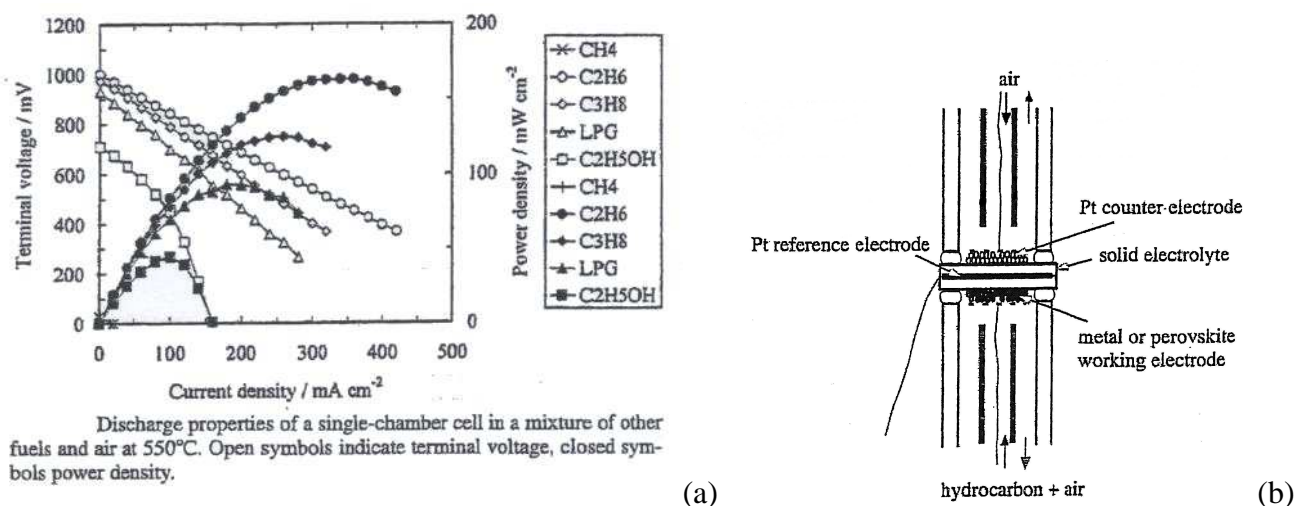 1200
1000
800
600
400
200
0
Terminal voltage / mV
200
100
0
Power density / mW cm-2
0 100 200 300 400 500
Current density / mA cm-2
CH4
C2H6
C3H8
LPG
C2H5OH
CH4
C2H6
C3H8
LPG
C2H5OH
Discharge properties of a single-chamber cell in a mixture of other
fuels and air at 550°C. Open symbols indicate terminal voltage, closed sym-
bols power density.
(a)
air
Pt counter-electrode
Pt reference electrode
solid electrolyte
metal or perovskite
working electrode
hydrocarbon + air
(b)